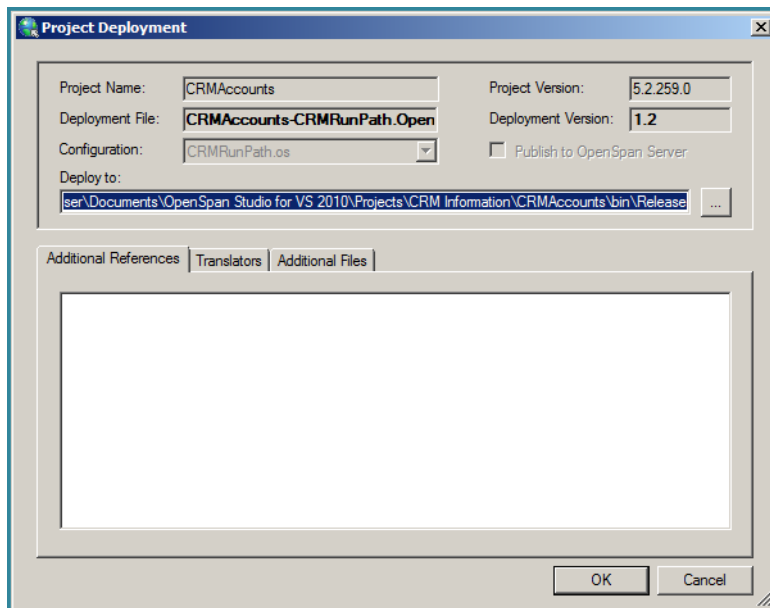 Project Deployment
Project Name: CRMAccounts Project Version: 5.2.259.0
Deployment File: CRMAccounts-CRMRunPath.Open Deployment Version: 1.2
Configuration: CRMRunPath.os Publish to OpenSpan Server
Deploy to:
ser\Documents\OpenSpan Studio for VS 2010\Projects\CRM Information\CRMAccounts\bin\Release ...
Additional References Translators Additional Files
OK Cancel